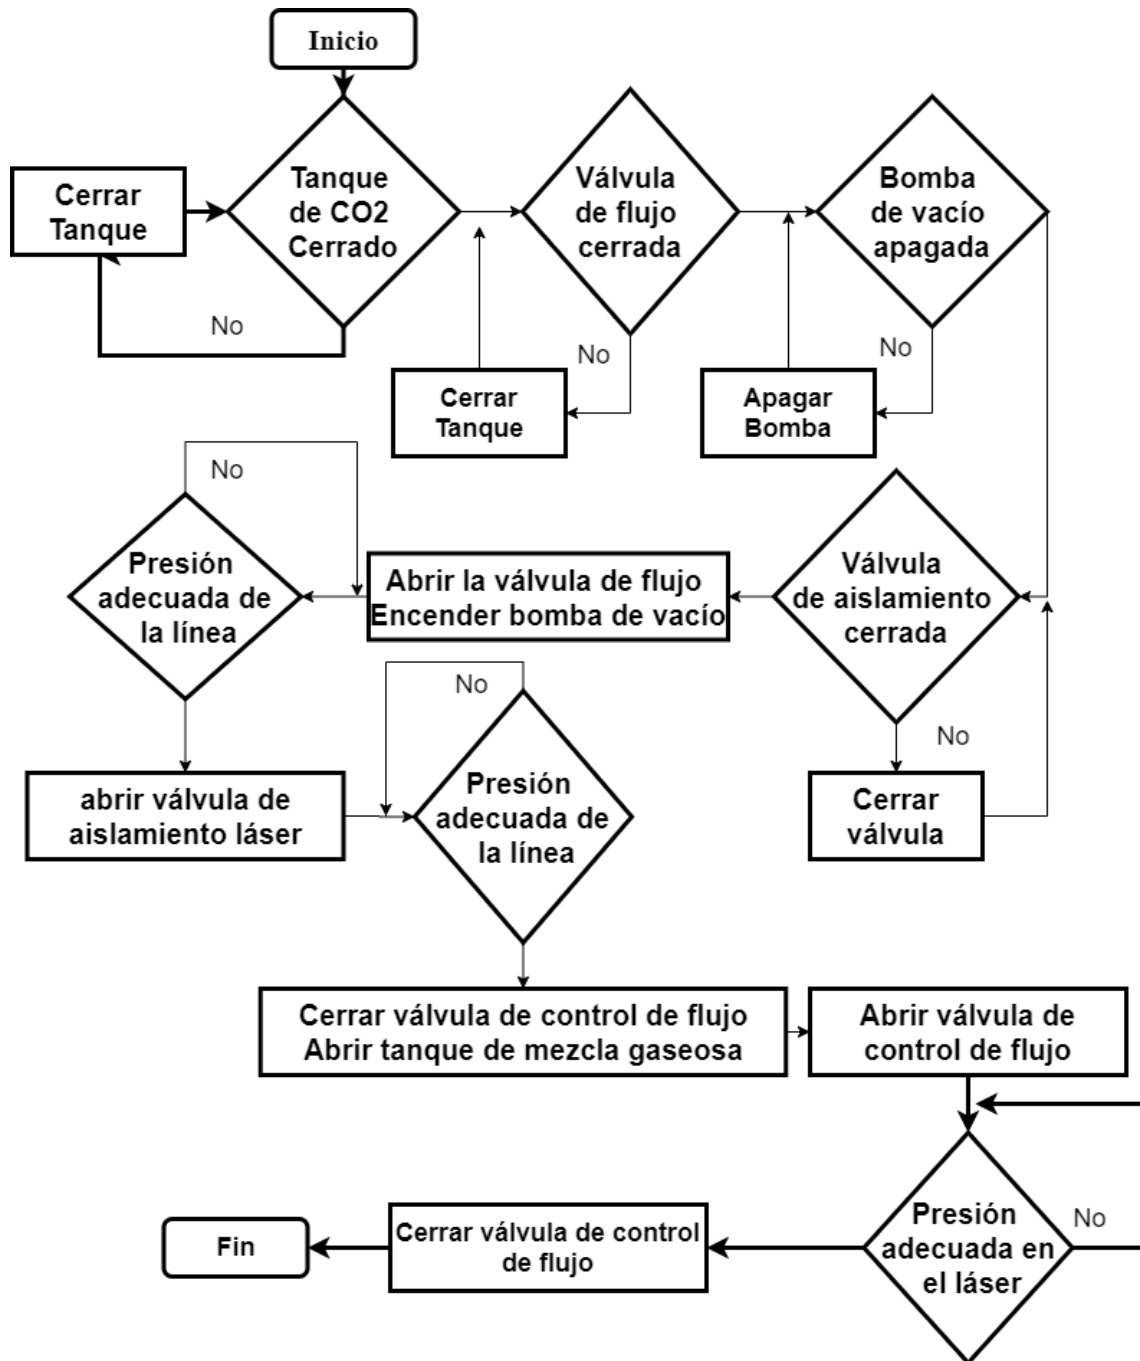 Inicio
Tanque
de CO2
Cerrado
Cerrar
Tanque
No
Válvula
de flujo
cerrada
No
Cerrar
Tanque
Bomba
de vacío
apagada
No
Apagar
Bomba
Válvula
de aislamiento
cerrada
No
Cerrar
válvula
Abrir la válvula de flujo
Encender bomba de vacío
No
Presión
adecuada de
la línea
abrir válvula de
aislamiento láser
No
Presión
adecuada de
la línea
Cerrar válvula de control de flujo
Abrir tanque de mezcla gaseosa
Abrir válvula de
control de flujo
Presión
adecuada en
el láser
No
Cerrar válvula de control
de flujo
Fin